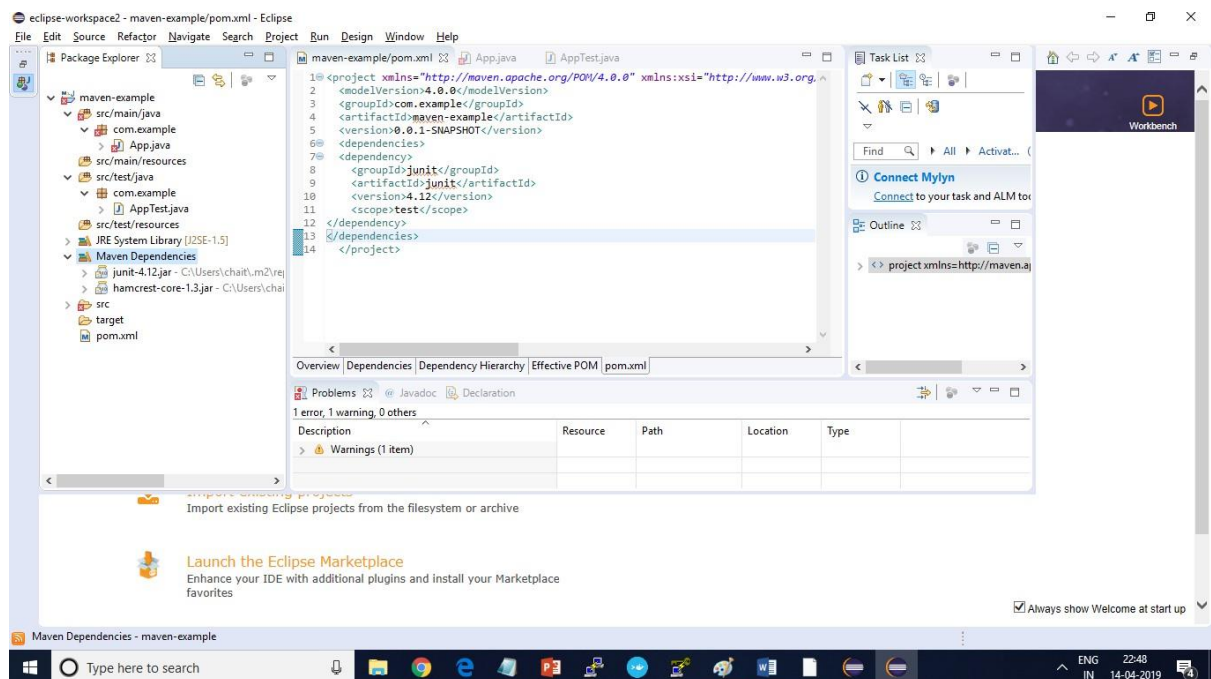 eclipse-workspace2 - maven-example/pom.xml - Eclipse
File Edit Source Refactor Navigate Search Project Run Design Window Help
Package Explorer
maven-example
src/main/java
com.example
App.java
src/main/resources
src/test/java
com.example
AppTest.java
src/test/resources
JRE System Library [J2SE-1.5]
Maven Dependencies
junit-4.12.jar - C:\Users\chait\.m2\rep
hamcrest-core-1.3.jar - C:\Users\chai
src
target
pom.xml
maven-example/pom.xml App.java AppTest.java
1 <project xmlns="http://maven.apache.org/POM/4.0.0" xmlns:xsi="http://www.w3.org.
2 <modelVersion>4.0.0</modelVersion>
3 <groupId>com.example</groupId>
4 <artifactId>maven-example</artifactId>
5 <version>0.0.1-SNAPSHOT</version>
6 <dependencies>
7 <dependency>
8 <groupId>junit</groupId>
9 <artifactId>junit</artifactId>
10 <version>4.12</version>
11 <scope>test</scope>
12 </dependency>
13 </dependencies>
14 </project>
Overview Dependencies Dependency Hierarchy Effective POM pom.xml
Problems Javadoc Declaration
1 error, 1 warning, 0 others
Description Resource Path Location Type
Warnings (1 item)
Task List
Find All Activat...
Connect Mylyn
Connect to your task and ALM too
Outline
project xmlns=http://maven.a
Workbench
Import existing projects
Import existing Eclipse projects from the filesystem or archive
Launch the Eclipse Marketplace
Enhance your IDE with additional plugins and install your Marketplace
favorites
Always show Welcome at start up
Maven Dependencies - maven-example
Type here to search
ENG 22:48
IN 14-04-2019
4